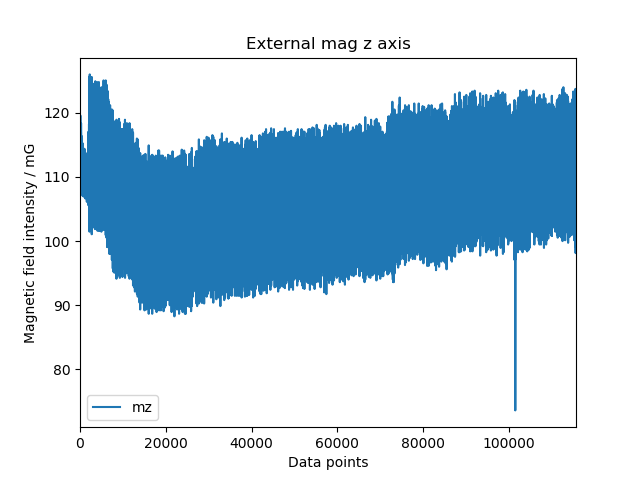 External mag z axis
Magnetic field intensity / mG
120
110
100
90
80
mz
0
20000
40000
60000
80000
100000
Data points